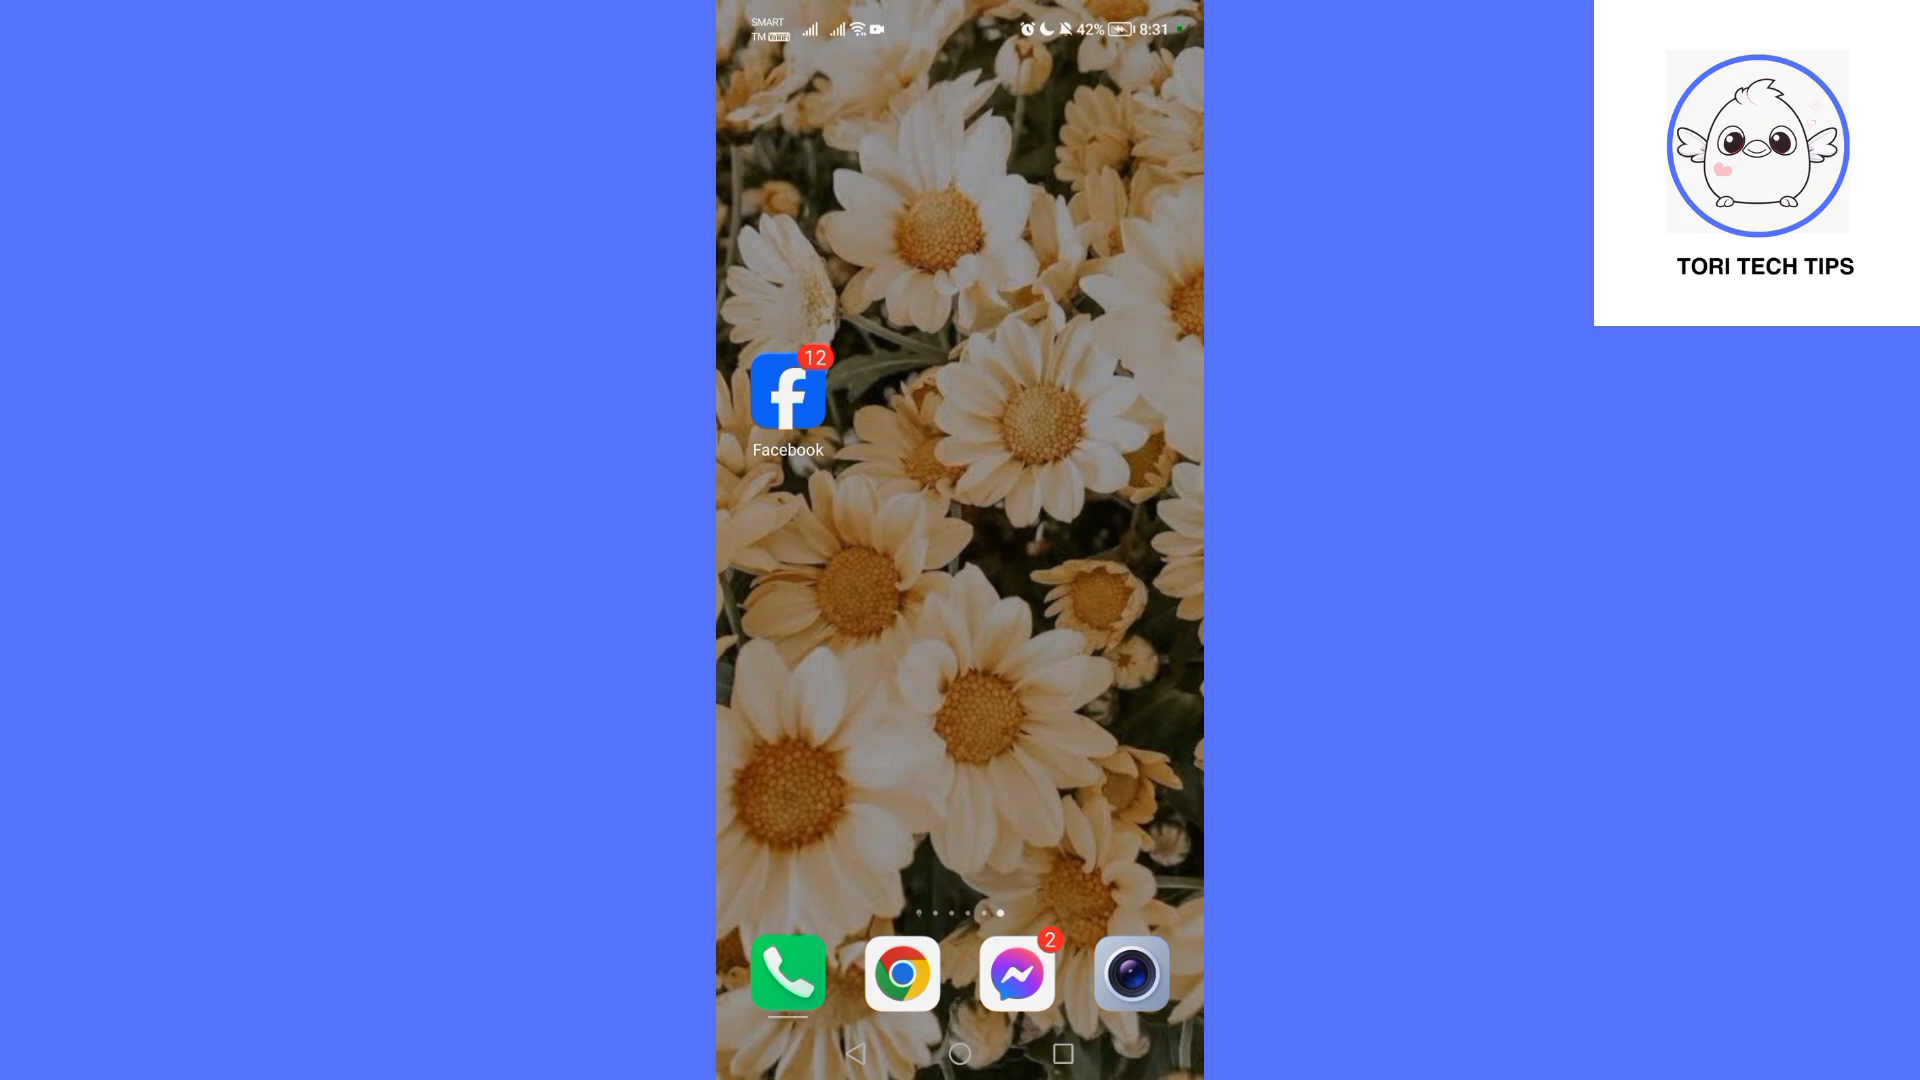 SMART
TM VoWiFi
42% 8:31
TORI TECH TIPS
12
Facebook
2